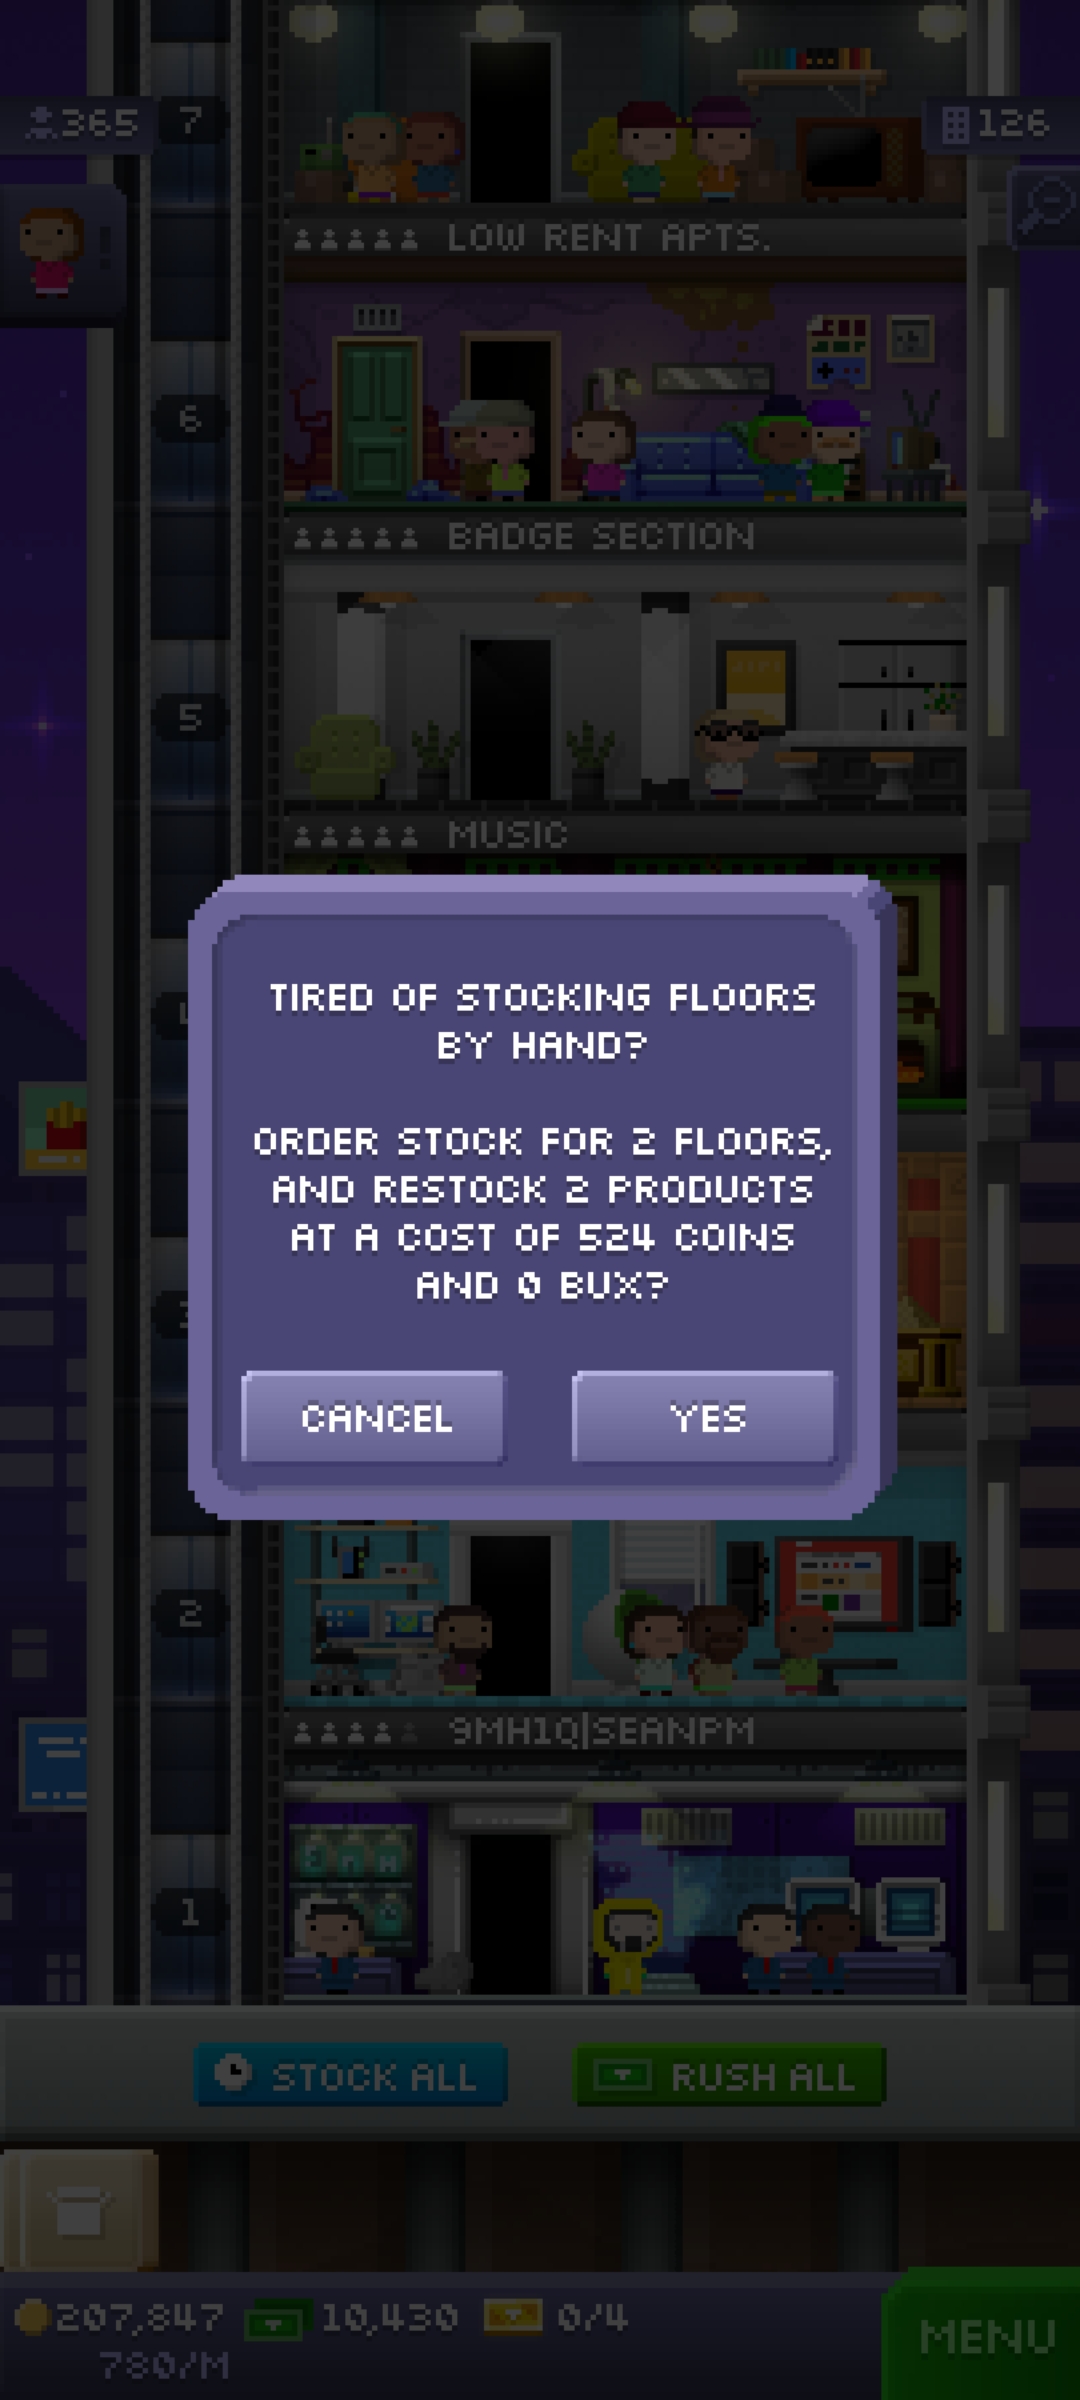 365
7
126
LOW RENT APTS.
6
BADGE SECTION
5
MUSIC
TIRED OF STOCKING FLOORS
BY HAND?
ORDER STOCK FOR 2 FLOORS,
AND RESTOCK 2 PRODUCTS
AT A COST OF 524 COINS
AND 0 BUX?
CANCEL
YES
2
9MH1Q|SEANPM
1
STOCK ALL
RUSH ALL
207,847
10,430
0/4
780/M
MENU